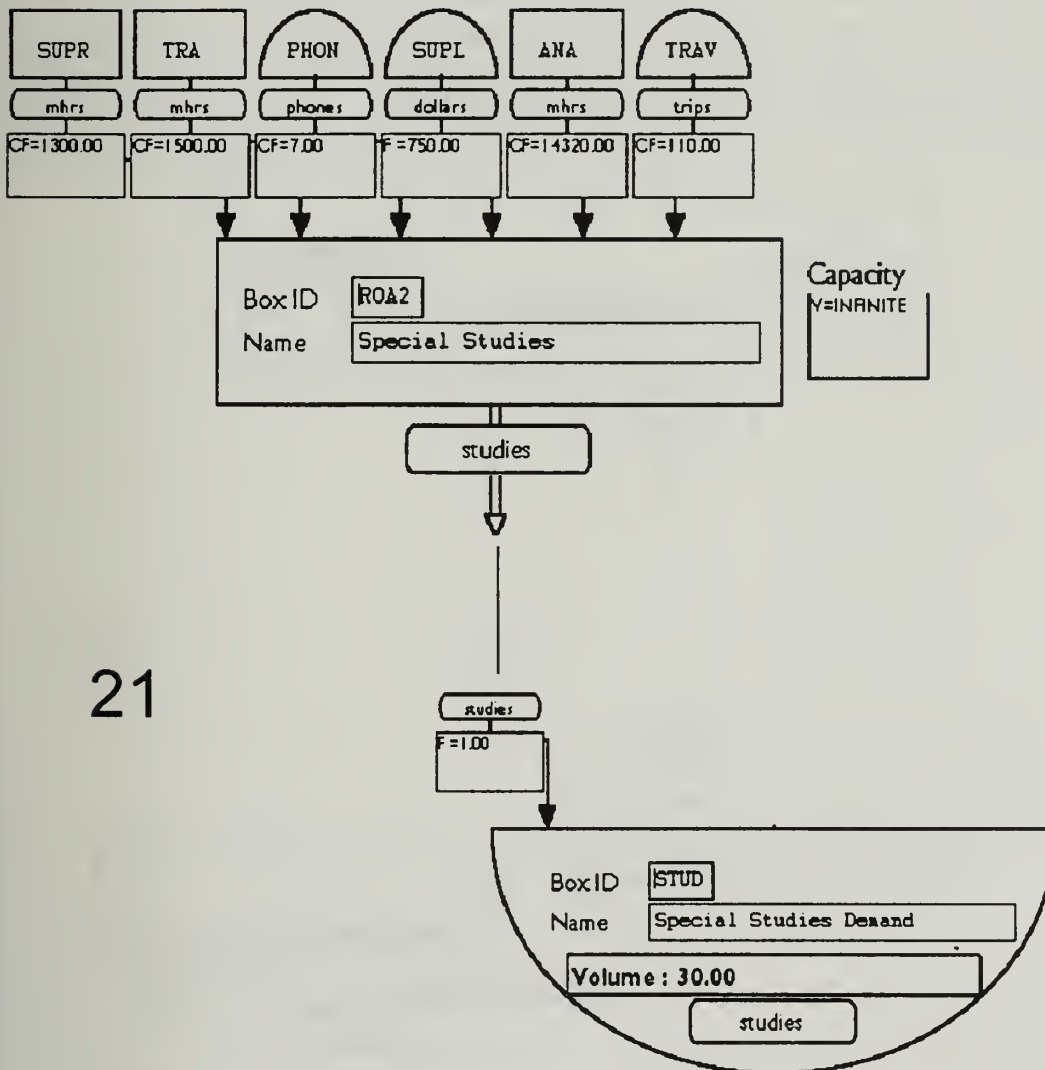 SUPR TRA PHON SUPL ANA TRAV
mhrs mhrs phones dollars mhrs trips
CF=1300.00 CF=1500.00 CF=7.00 F =750.00 CF=14320.00 CF=110.00
Box ID ROA2
Name Special Studies
Capacity
Y=INFINITE
studies
21
studies
F =1.00
Box ID STUD
Name Special Studies Demand
Volume : 30.00
studies